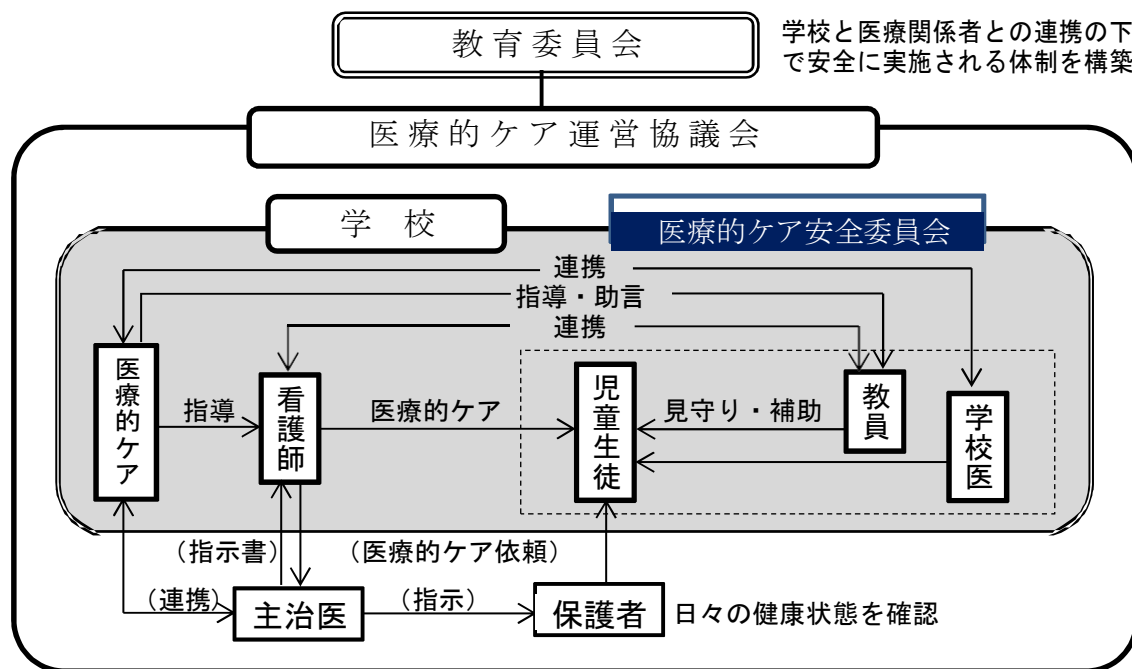 教育委員会
学校と医療関係者との連携の下
で安全に実施される体制を構築
医療的ケア運営協議会
学 校
医療的ケア安全委員会
連携
指導・助言
連携
医療的ケア
指導
看護師
医療的ケア
児童生徒
見守り・補助
教員
学校医
(指示書)
(医療的ケア依頼)
(連携)
主治医
(指示)
保護者
日々の健康状態を確認